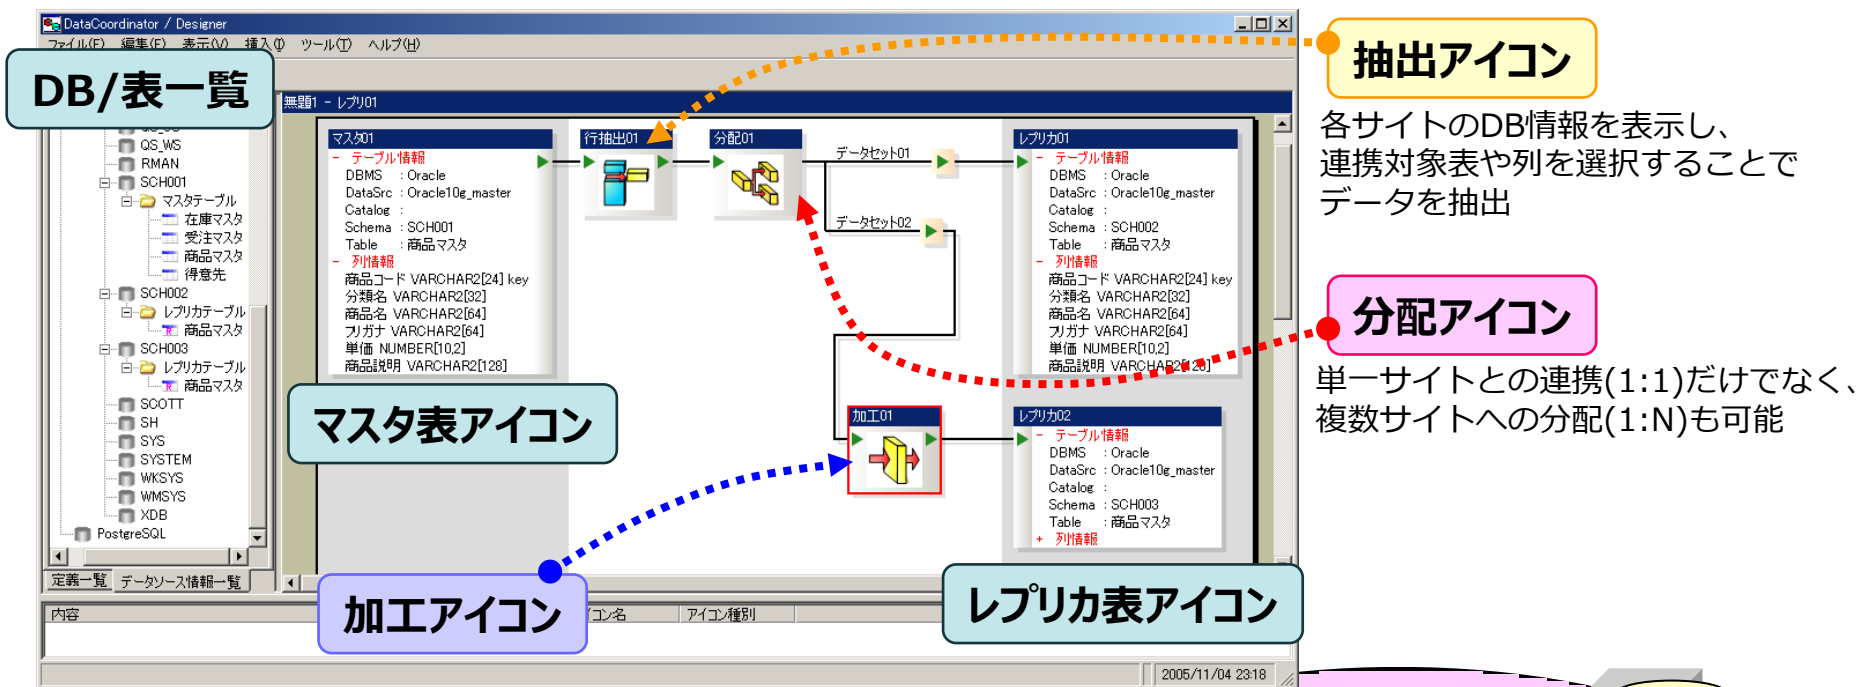 DataCoordinator / Designer
ファイル(F) 編集(E) 表示(V) 挿入(I) ツール(T) ヘルプ(H)
DB/表一覧
無題1 - レプリ01
QS_WS
RMAN
SCH001
マスタテーブル
在庫マスタ
受注マスタ
商品マスタ
得意先
SCH002
レプリカテーブル
商品マスタ
SCH003
レプリカテーブル
商品マスタ
SCOTT
SH
SYS
SYSTEM
WKSYS
WMSYS
XDB
PostgreSQL
定義一覧 データソース情報一覧
マスタ01
- テーブル情報
DBMS : Oracle
DataSrc : Oracle10g_master
Catalog :
Schema : SCH001
Table : 商品マスタ
- 列情報
商品コード VARCHAR2[24] key
分類名 VARCHAR2[32]
商品名 VARCHAR2[64]
フリガナ VARCHAR2[64]
単価 NUMBER[10,2]
商品説明 VARCHAR2[128]
マスタ表アイコン
行抽出01
分配01
データセット01
データセット02
レプリカ01
- テーブル情報
DBMS : Oracle
DataSrc : Oracle10g_master
Catalog :
Schema : SCH002
Table : 商品マスタ
- 列情報
商品コード VARCHAR2[24] key
分類名 VARCHAR2[32]
商品名 VARCHAR2[64]
フリガナ VARCHAR2[64]
単価 NUMBER[10,2]
商品説明 VARCHAR2[128]
加工01
レプリカ02
- テーブル情報
DBMS : Oracle
DataSrc : Oracle10g_master
Catalog :
Schema : SCH003
Table : 商品マスタ
+ 列情報
加工アイコン
レプリカ表アイコン
内容
アイコン種別
2005/11/04 23:18
抽出アイコン
各サイトのDB情報を表示し、
連携対象表や列を選択することで
データを抽出
分配アイコン
単一サイトとの連携(1:1)だけでなく、
複数サイトへの分配(1:N)も可能